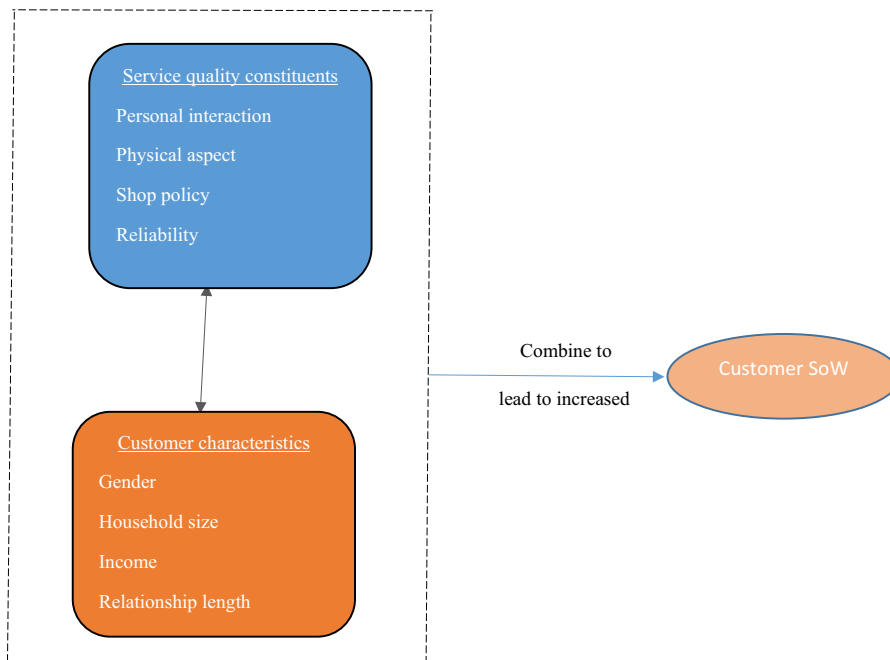 Service quality constituents
Personal interaction
Physical aspect
Shop policy
Reliability
Combine to
lead to increased
Customer SoW
Customer characteristics
Gender
Household size
Income
Relationship length